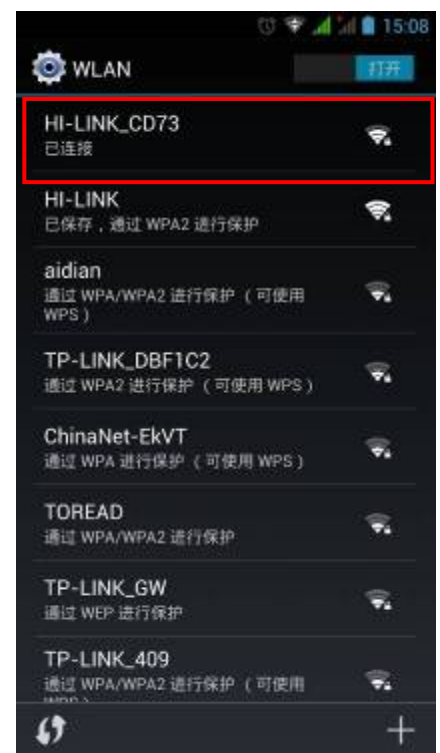 15:08
WLAN
打开
HI-LINK_CD73
已连接
HI-LINK
已保存，通过 WPA2 进行保护
aidian
通过 WPA/WPA2 进行保护 （可使用
WPS）
TP-LINK_DBF1C2
通过 WPA2 进行保护 （可使用 WPS）
ChinaNet-EkVT
通过 WPA 进行保护 （可使用 WPS）
TOREAD
通过 WPA/WPA2 进行保护
TP-LINK_GW
通过 WEP 进行保护
TP-LINK_409
通过 WPA/WPA2 进行保护 （可使用